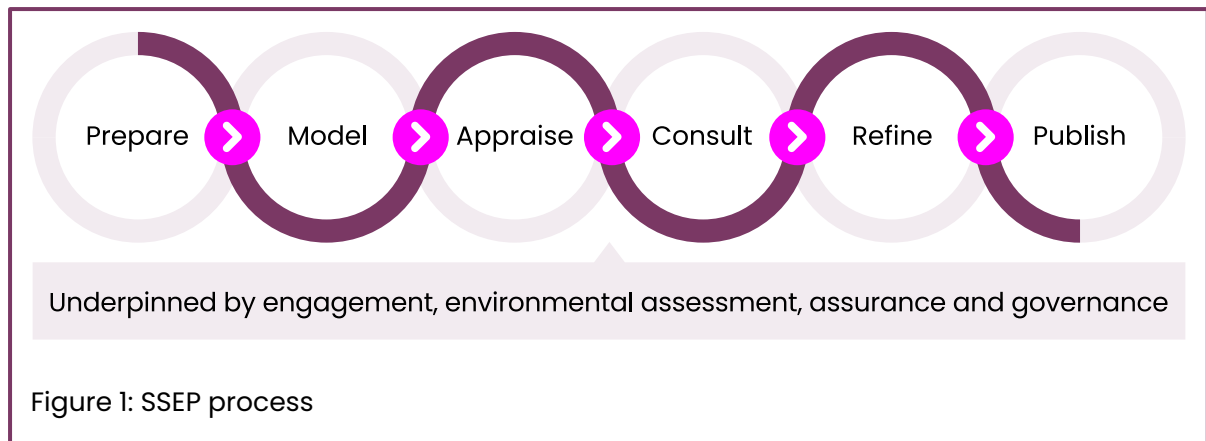 Prepare Model Appraise Consult Refine Publish
Underpinned by engagement, environmental assessment, assurance and governance
Figure 1: SSEP process